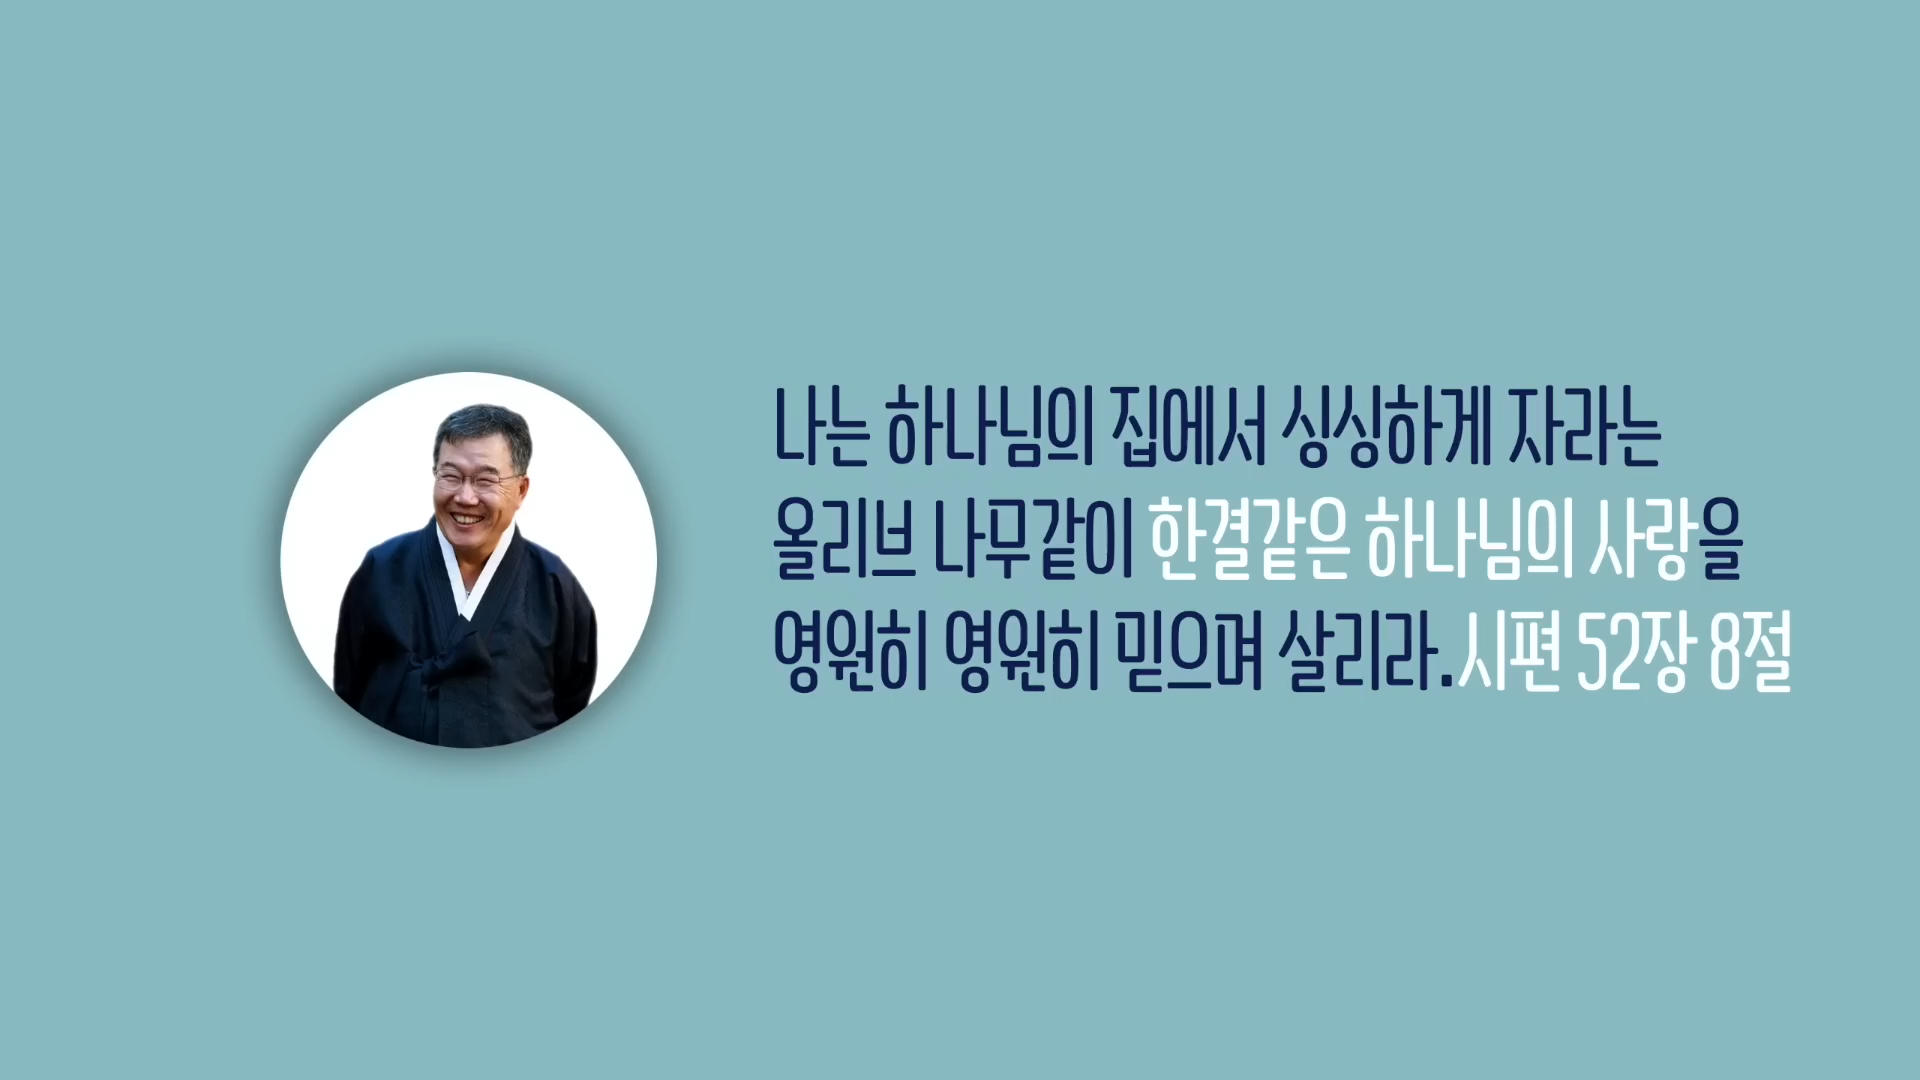 나는 하나님의 집에서 싱싱하게 자라는
올리브 나무같이 한결같은 하나님의 사랑을
영원히 영원히 믿으며 살리라.시편 52장 8절